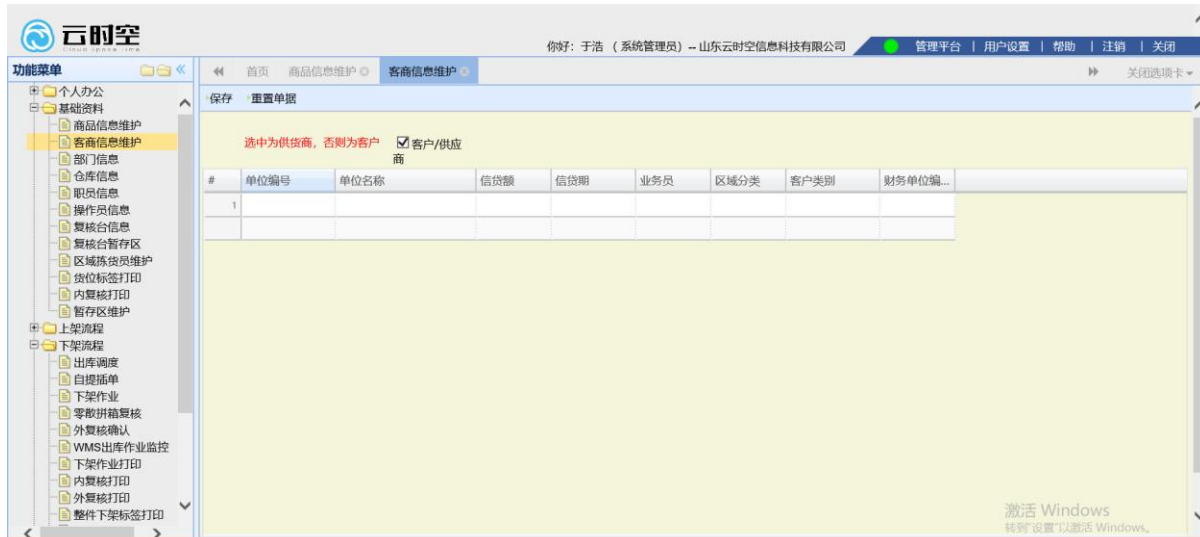 云时空
Cloud space time
你好：于浩 （ 系统管理员）-- 山东云时空信息科技有限公司
管理平台 | 用户设置 | 帮助 | 注销 | 关闭
功能菜单
首页 商品信息维护 客商信息维护 关闭选项卡
保存 重置单据
选中为供货商，否则为客户 客户/供应
商
# 单位编号 单位名称 信贷额 信贷期 业务员 区域分类 客户类别 财务单位编...
1
个人办公
基础资料
商品信息维护
客商信息维护
部门信息
仓库信息
职员信息
操作员信息
复核台信息
复核台暂存区
区域拣货员维护
货位标签打印
内复核打印
暂存区维护
上架流程
下架流程
出库调度
自提插单
下架作业
零散拼箱复核
外复核确认
WMS出库作业监控
下架作业打印
内复核打印
外复核打印
整件下架标签打印
激活 Windows
转到"设置"以激活 Windows。